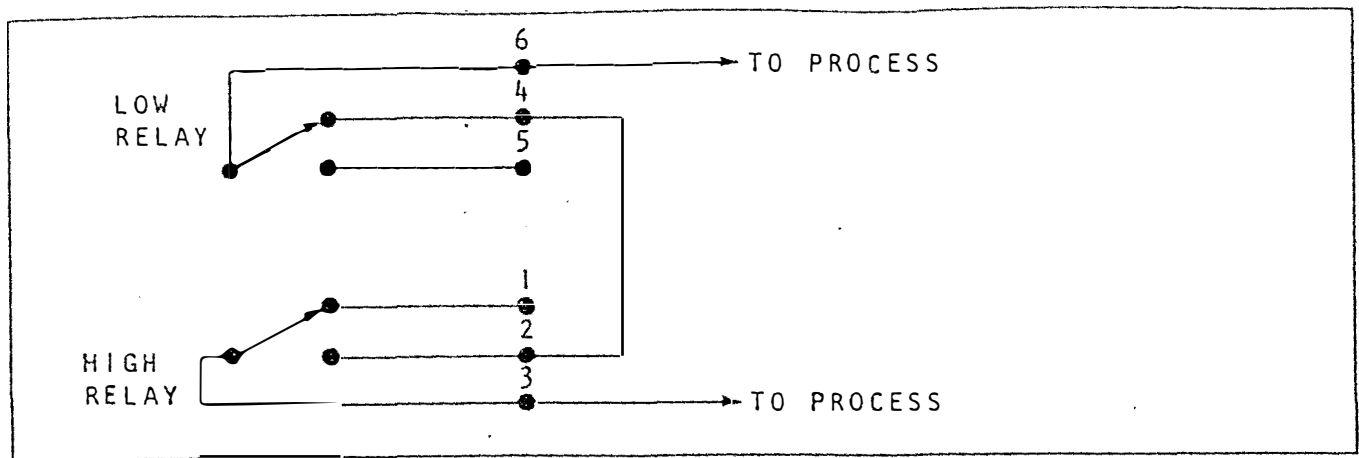 6
TO PROCESS
4
LOW
RELAY
5
1
2
HIGH
RELAY
3
TO PROCESS